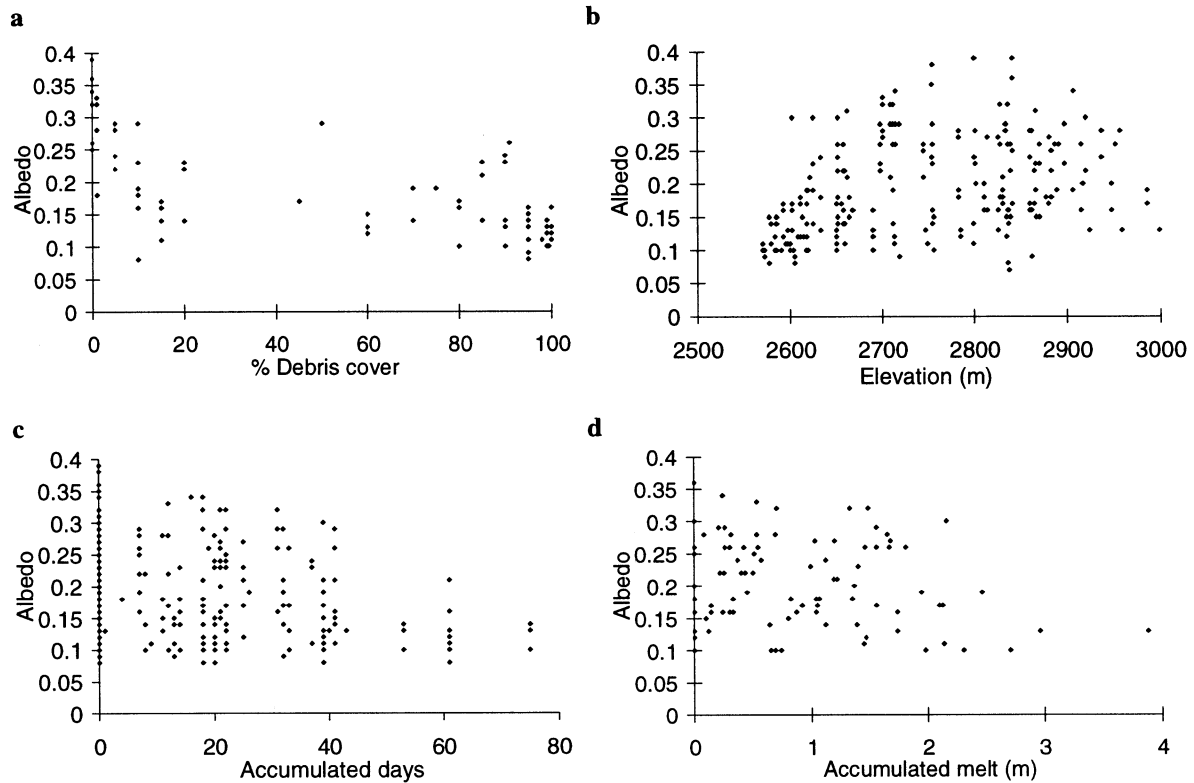 a
0.4
0.35
0.3
0.25
0.2
0.15
0.1
0.05
0
Albedo
0 20 40 60 80 100
% Debris cover
b
0.4
0.35
0.3
0.25
0.2
0.15
0.1
0.05
0
Albedo
2500 2600 2700 2800 2900 3000
Elevation (m)
c
0.4
0.35
0.3
0.25
0.2
0.15
0.1
0.05
0
Albedo
0 20 40 60 80
Accumulated days
d
0.4
0.35
0.3
0.25
0.2
0.15
0.1
0.05
0
Albedo
0 1 2 3 4
Accumulated melt (m)